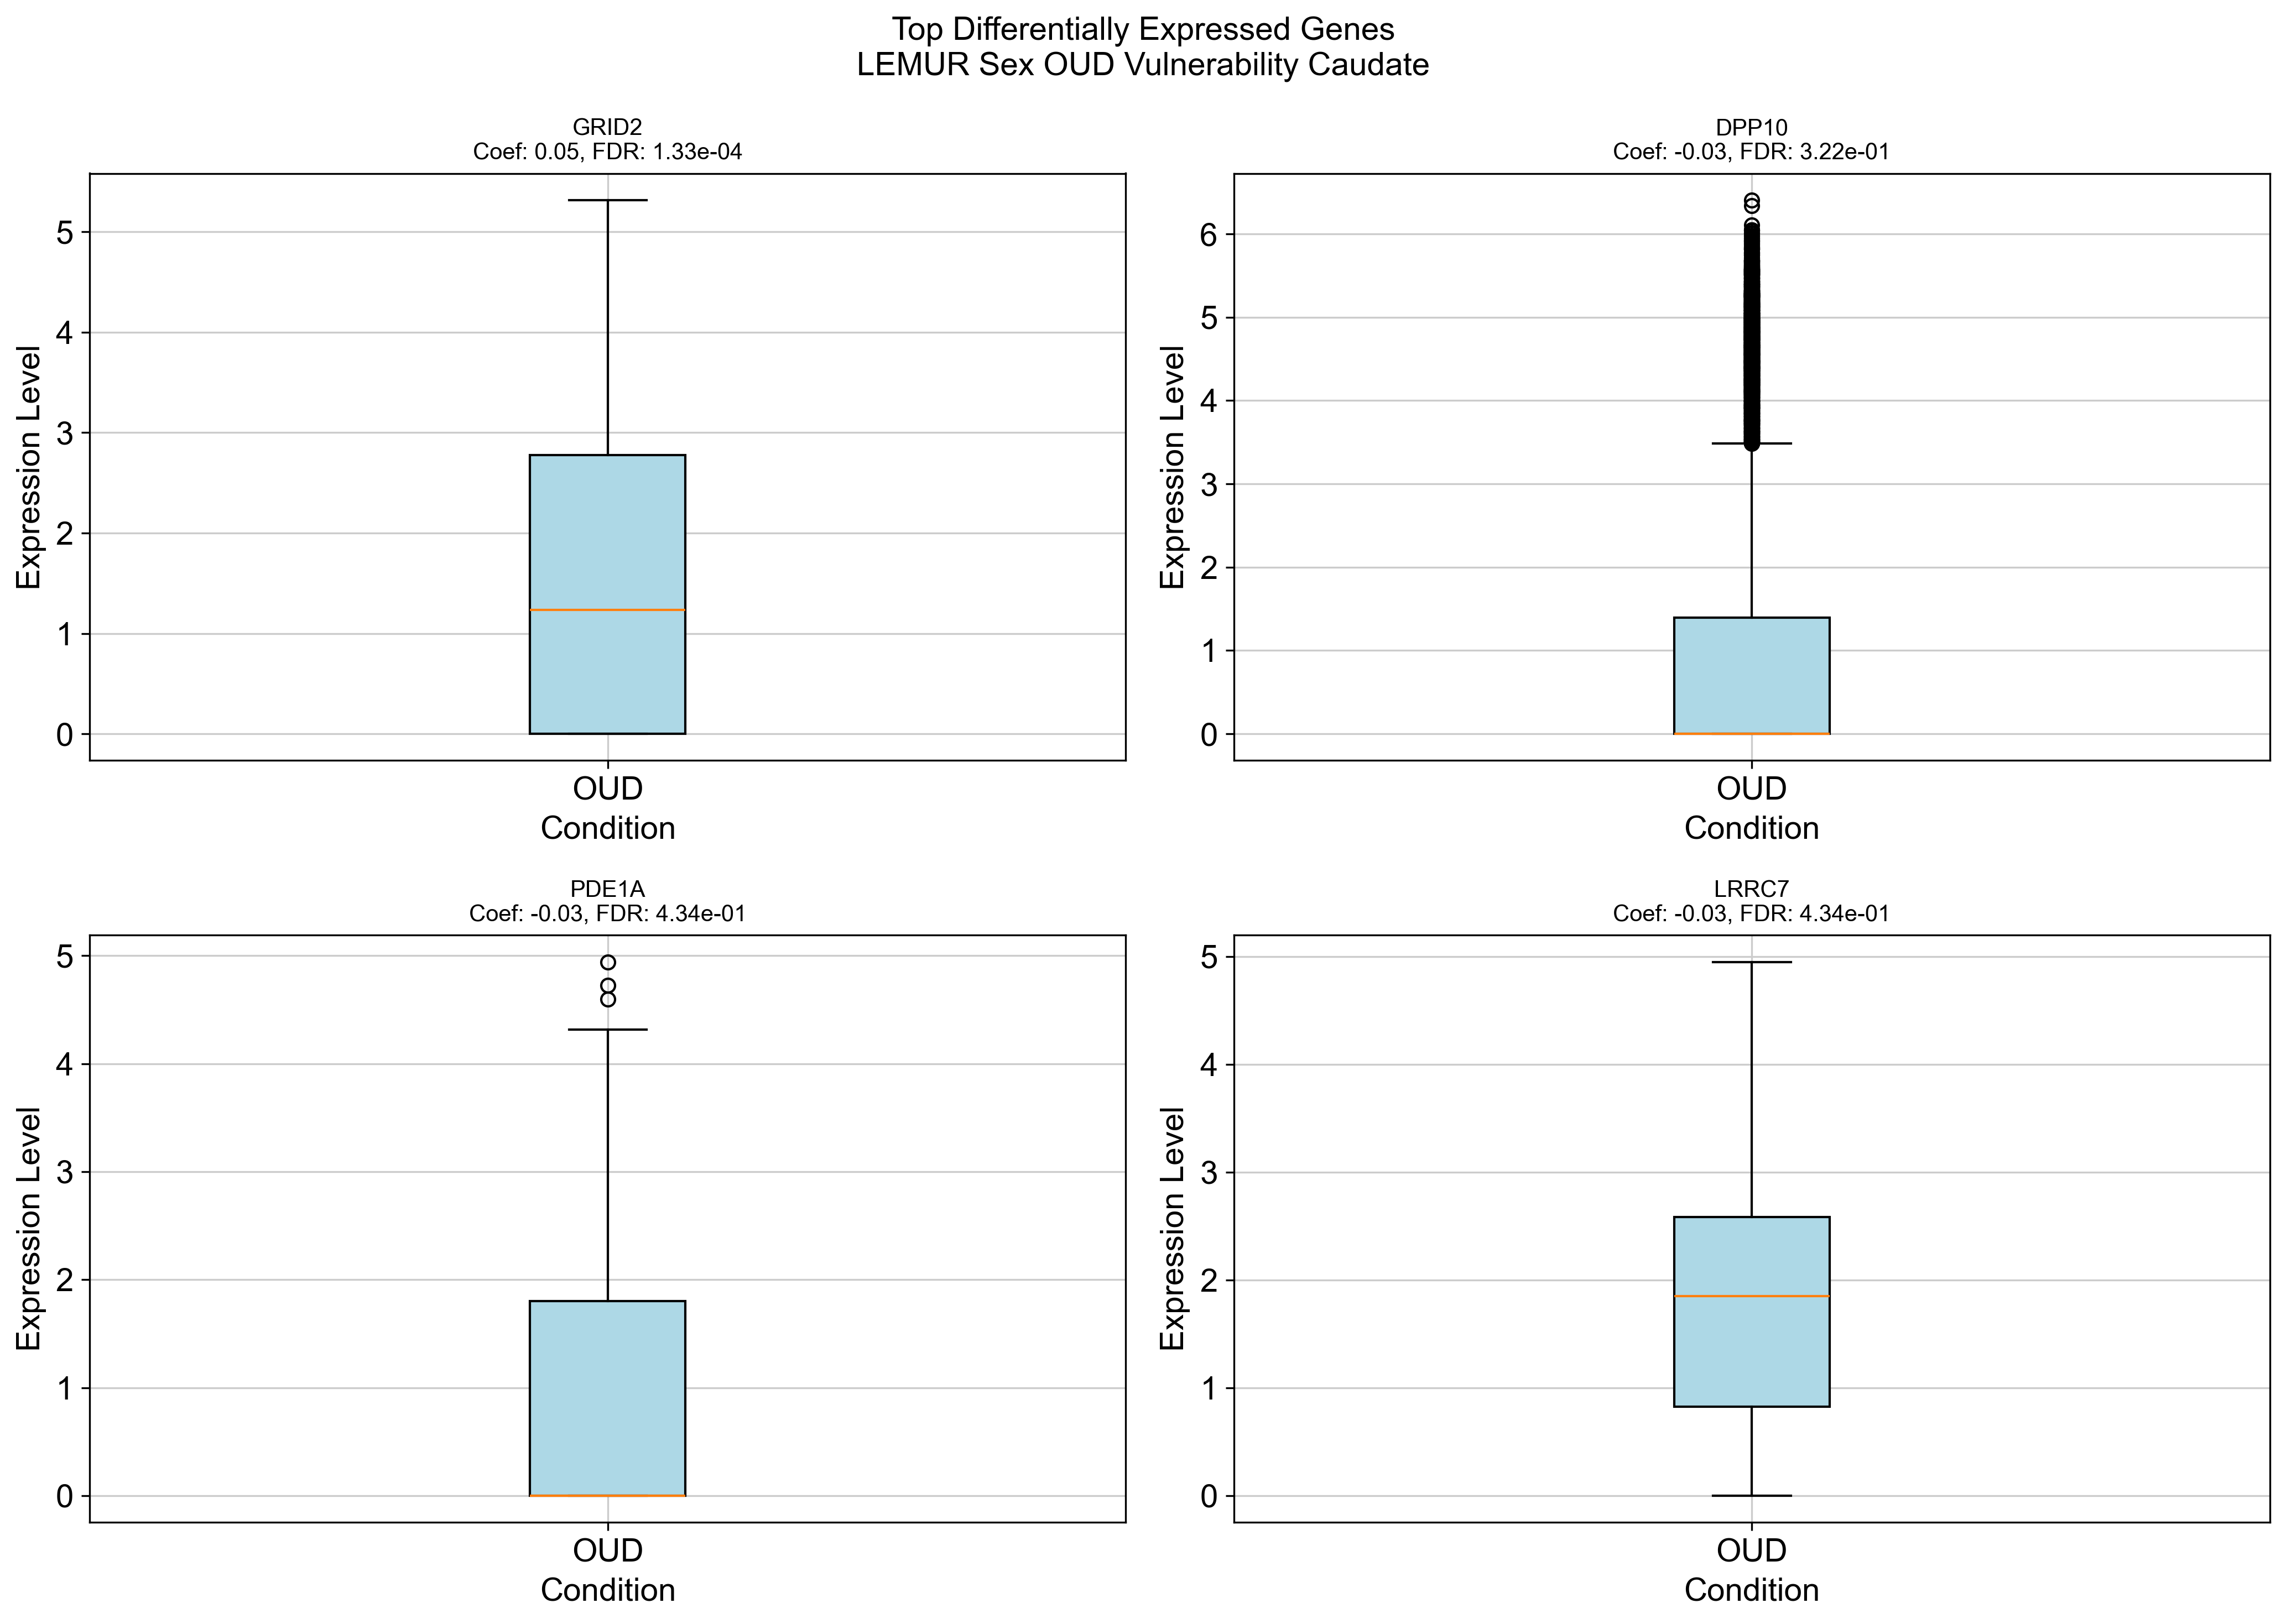 Top Differentially Expressed Genes
LEMUR Sex OUD Vulnerability Caudate
GRID2
Coef: 0.05, FDR: 1.33e-04
Expression Level
5
4
3
2
1
0
OUD
Condition
DPP10
Coef: -0.03, FDR: 3.22e-01
Expression Level
6
5
4
3
2
1
0
OUD
Condition
PDE1A
Coef: -0.03, FDR: 4.34e-01
Expression Level
5
4
3
2
1
0
OUD
Condition
LRRC7
Coef: -0.03, FDR: 4.34e-01
Expression Level
5
4
3
2
1
0
OUD
Condition